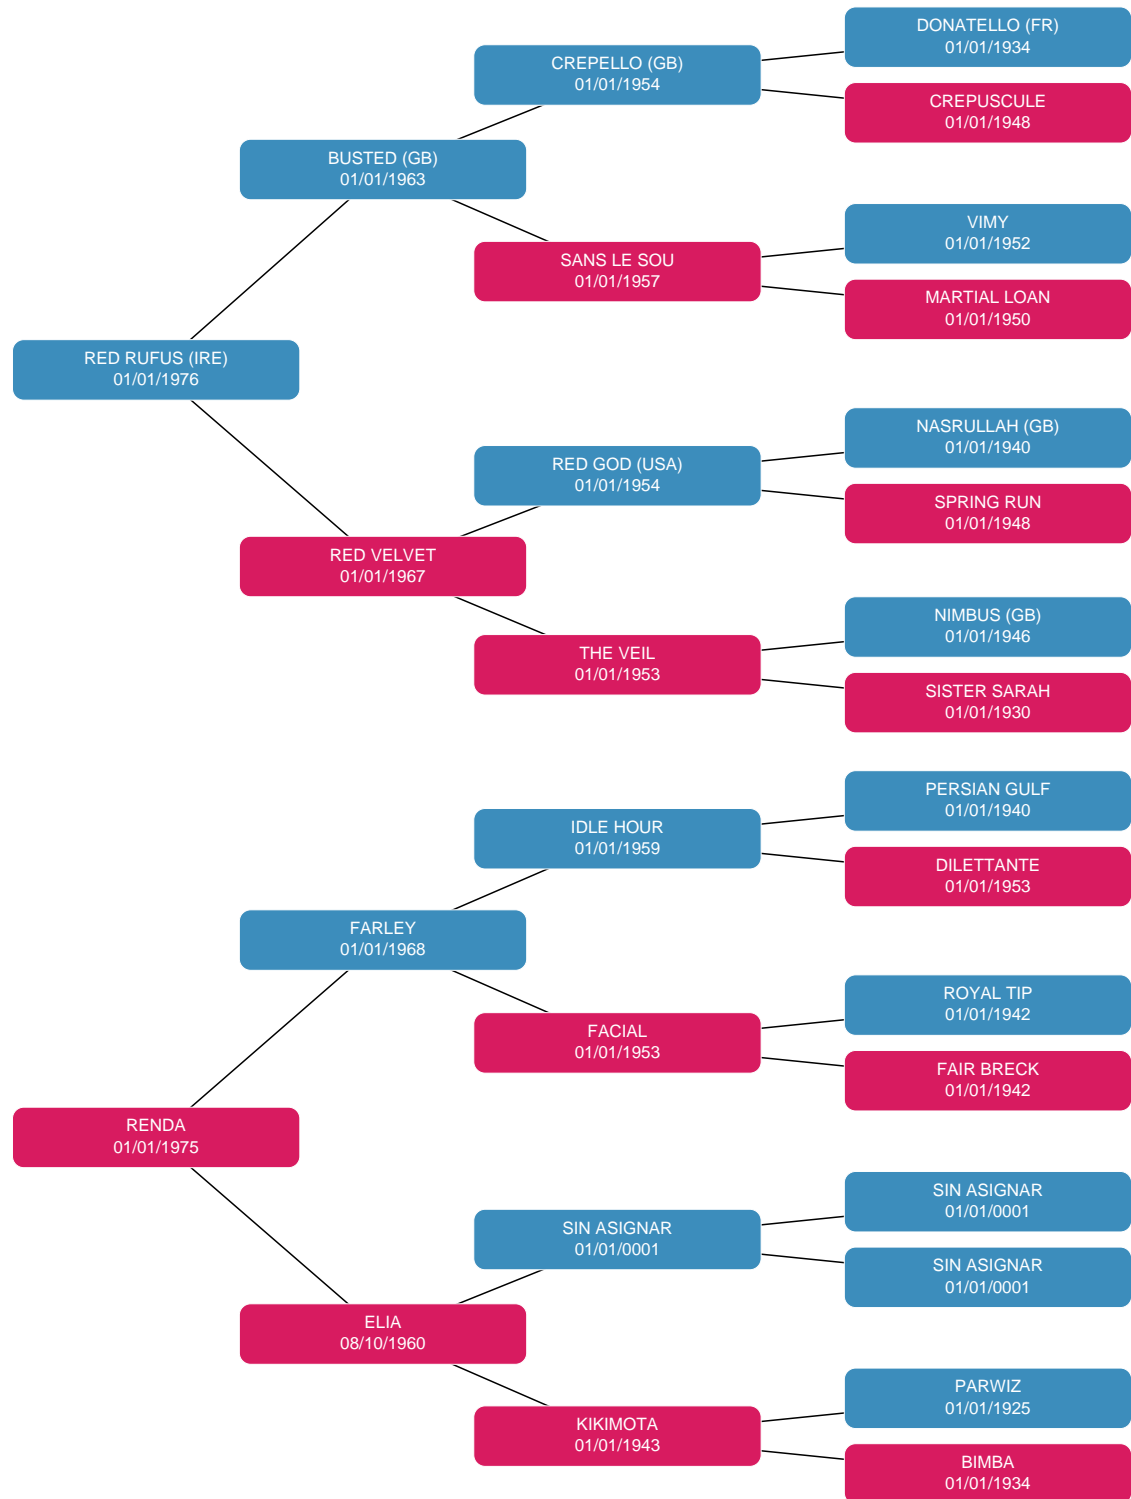 DONATELLO (FR)
01/01/1934
CREPELLO (GB)
01/01/1954
CREPUSCULE
01/01/1948
BUSTED (GB)
01/01/1963
VIMY
01/01/1952
SANS LE SOU
01/01/1957
MARTIAL LOAN
01/01/1950
RED RUFUS (IRE)
01/01/1976
NASRULLAH (GB)
01/01/1940
RED GOD (USA)
01/01/1954
SPRING RUN
01/01/1948
RED VELVET
01/01/1967
NIMBUS (GB)
01/01/1946
THE VEIL
01/01/1953
SISTER SARAH
01/01/1930
PERSIAN GULF
01/01/1940
IDLE HOUR
01/01/1959
DILETTANTE
01/01/1953
FARLEY
01/01/1968
ROYAL TIP
01/01/1942
FACIAL
01/01/1953
FAIR BRECK
01/01/1942
RENDA
01/01/1975
SIN ASIGNAR
01/01/0001
SIN ASIGNAR
01/01/0001
SIN ASIGNAR
01/01/0001
ELIA
08/10/1960
PARWIZ
01/01/1925
KIKIMOTA
01/01/1943
BIMBA
01/01/1934